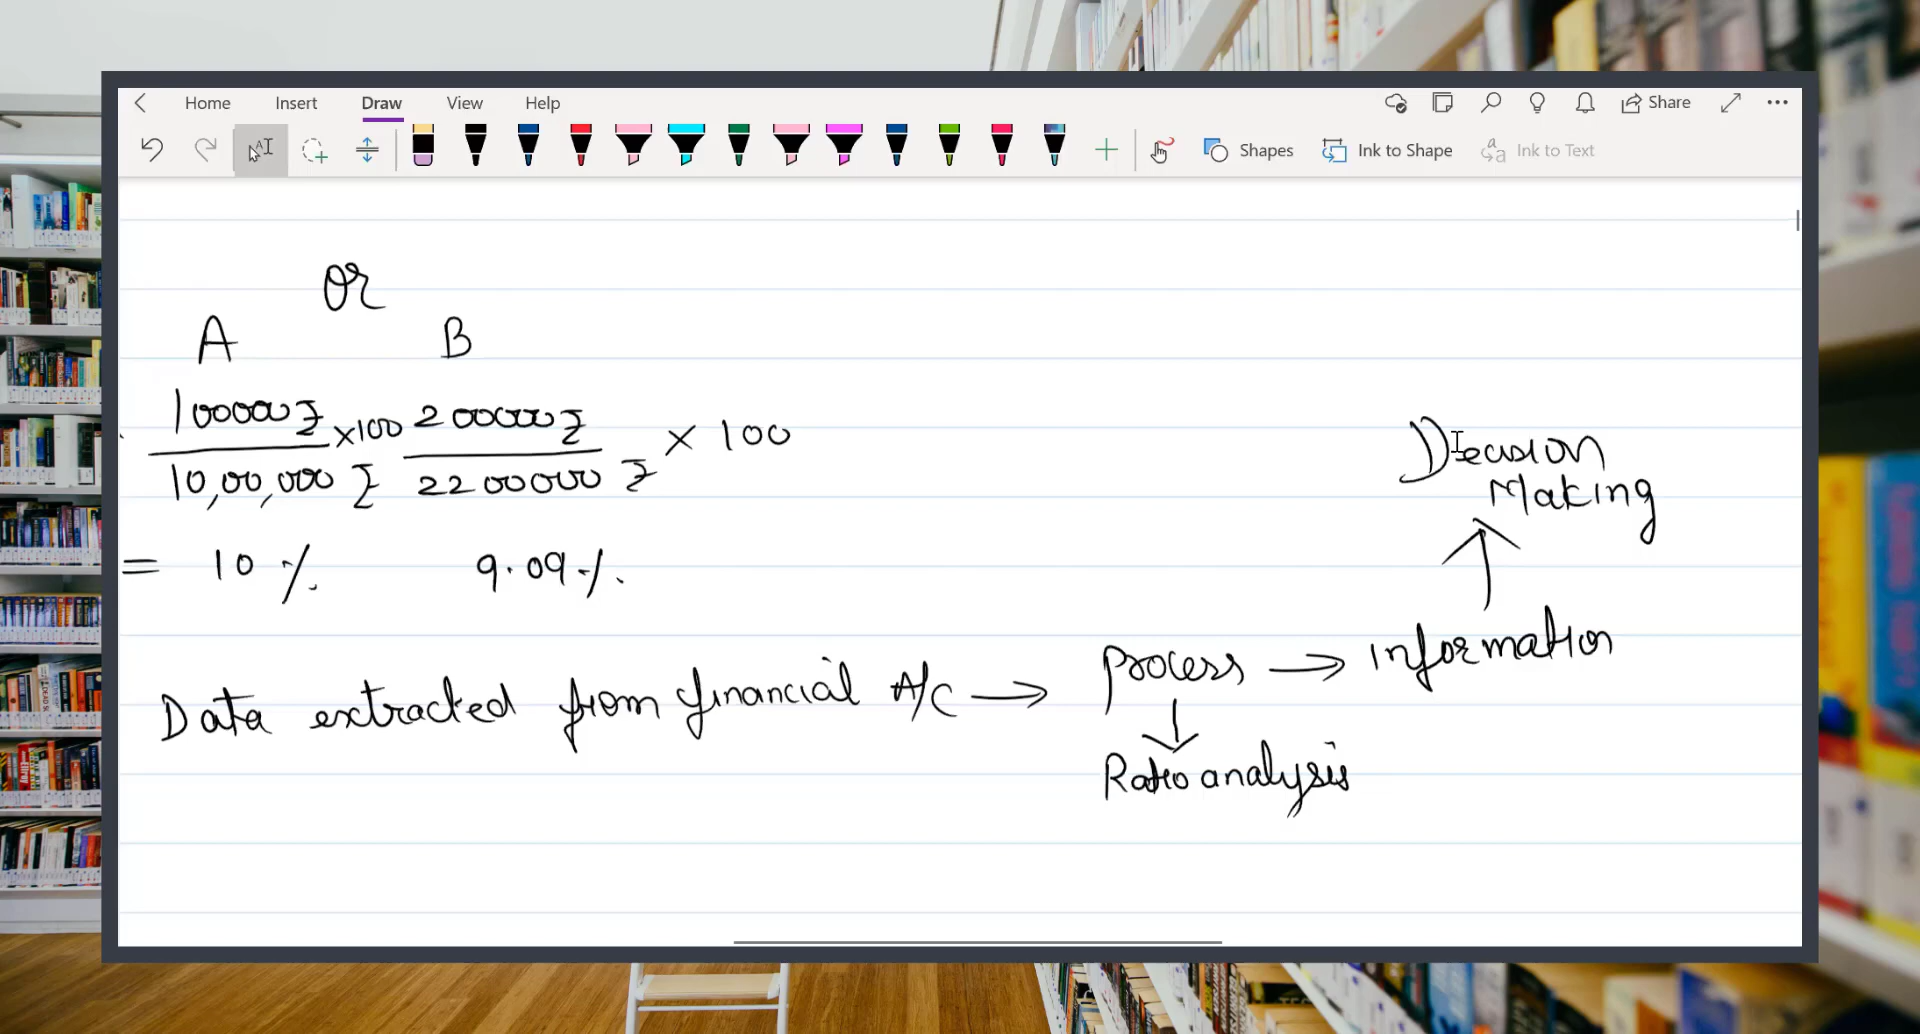 Home Insert Draw View Help Share
Shapes Ink to Shape Ink to Text
or
A B
100000₹ ×100 200000₹ × 100
10,00,000 ₹ 2200000 ₹
= 10 % 9.09 %.
Decision
Making
Data extracted from financial A/C → process → information
Ratio analysis